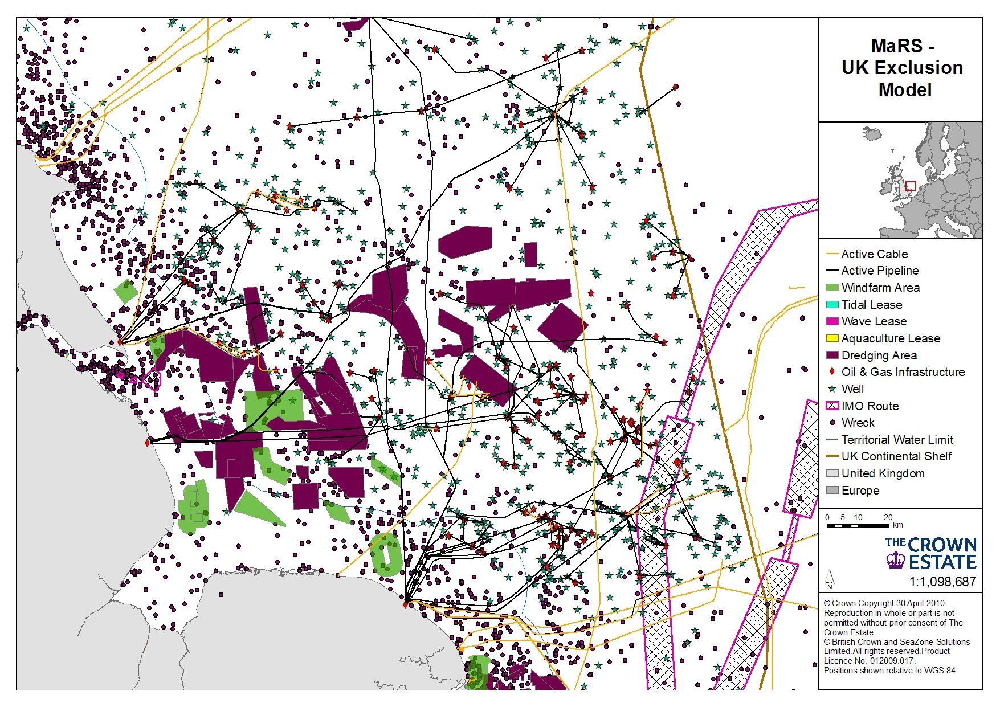 MaRS -
UK Exclusion
Model
Active Cable
Active Pipeline
Windfarm Area
Tidal Lease
Wave Lease
Aquaculture Lease
Dredging Area
Oil & Gas Infrastructure
Well
IMO Route
Wreck
Territorial Water Limit
UK Continental Shelf
United Kingdom
Europe
0 5 10 20
km
THE CROWN
ESTATE
N
1:1,098,687
© Crown Copyright 30 April 2010.
Reproduction in whole or part is not
permitted without prior consent of The
Crown Estate.
© British Crown and SeaZone Solutions
Limited.All rights reserved.Product
Licence No. 012009.017.
Positions shown relative to WGS 84